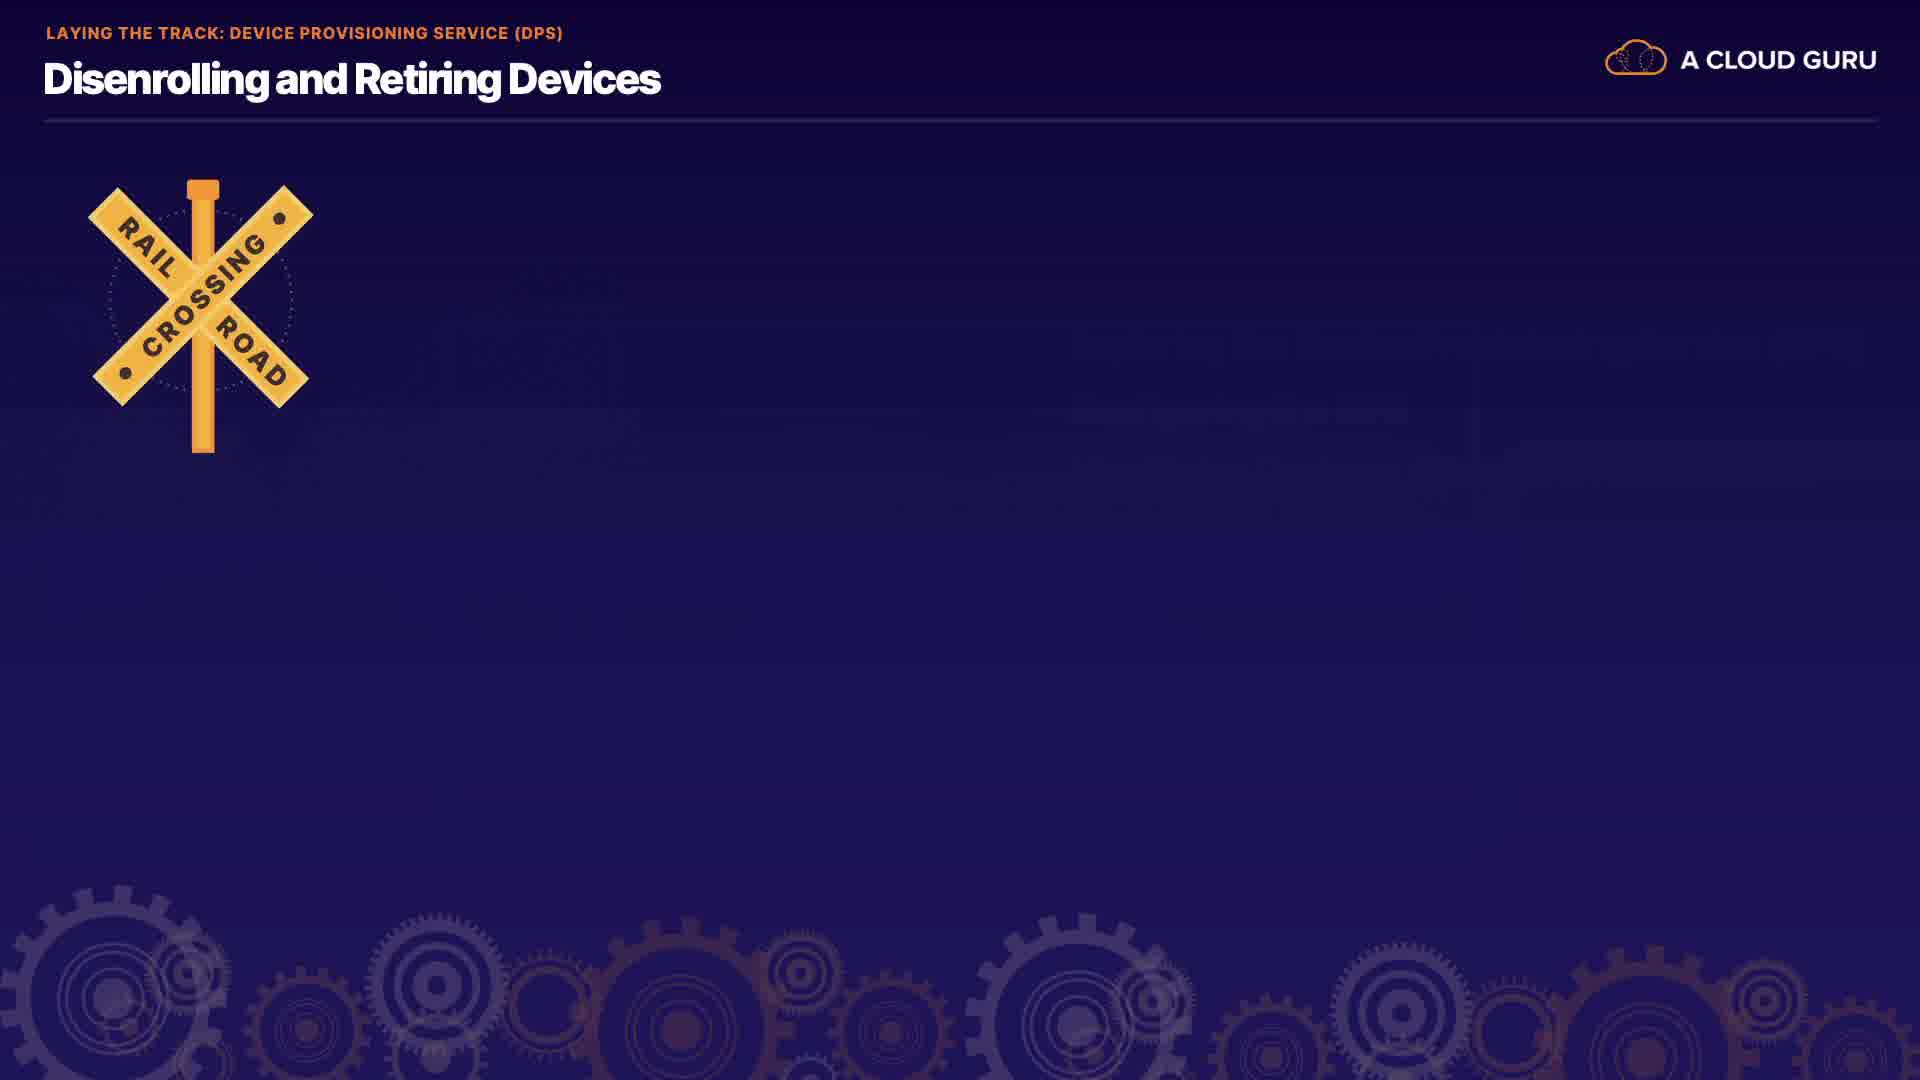 LAYING THE TRACK: DEVICE PROVISIONING SERVICE (DPS)
Disenrolling and Retiring Devices
A CLOUD GURU
RAIL
CROSSING
ROAD